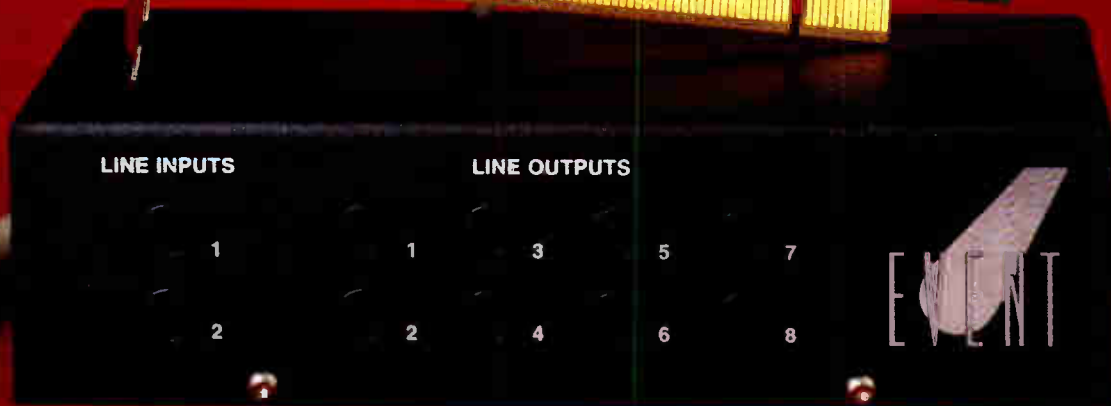 LINE INPUTS LINE OUTPUTS
1 1 3 5 7
EVENT
2 2 4 6 8